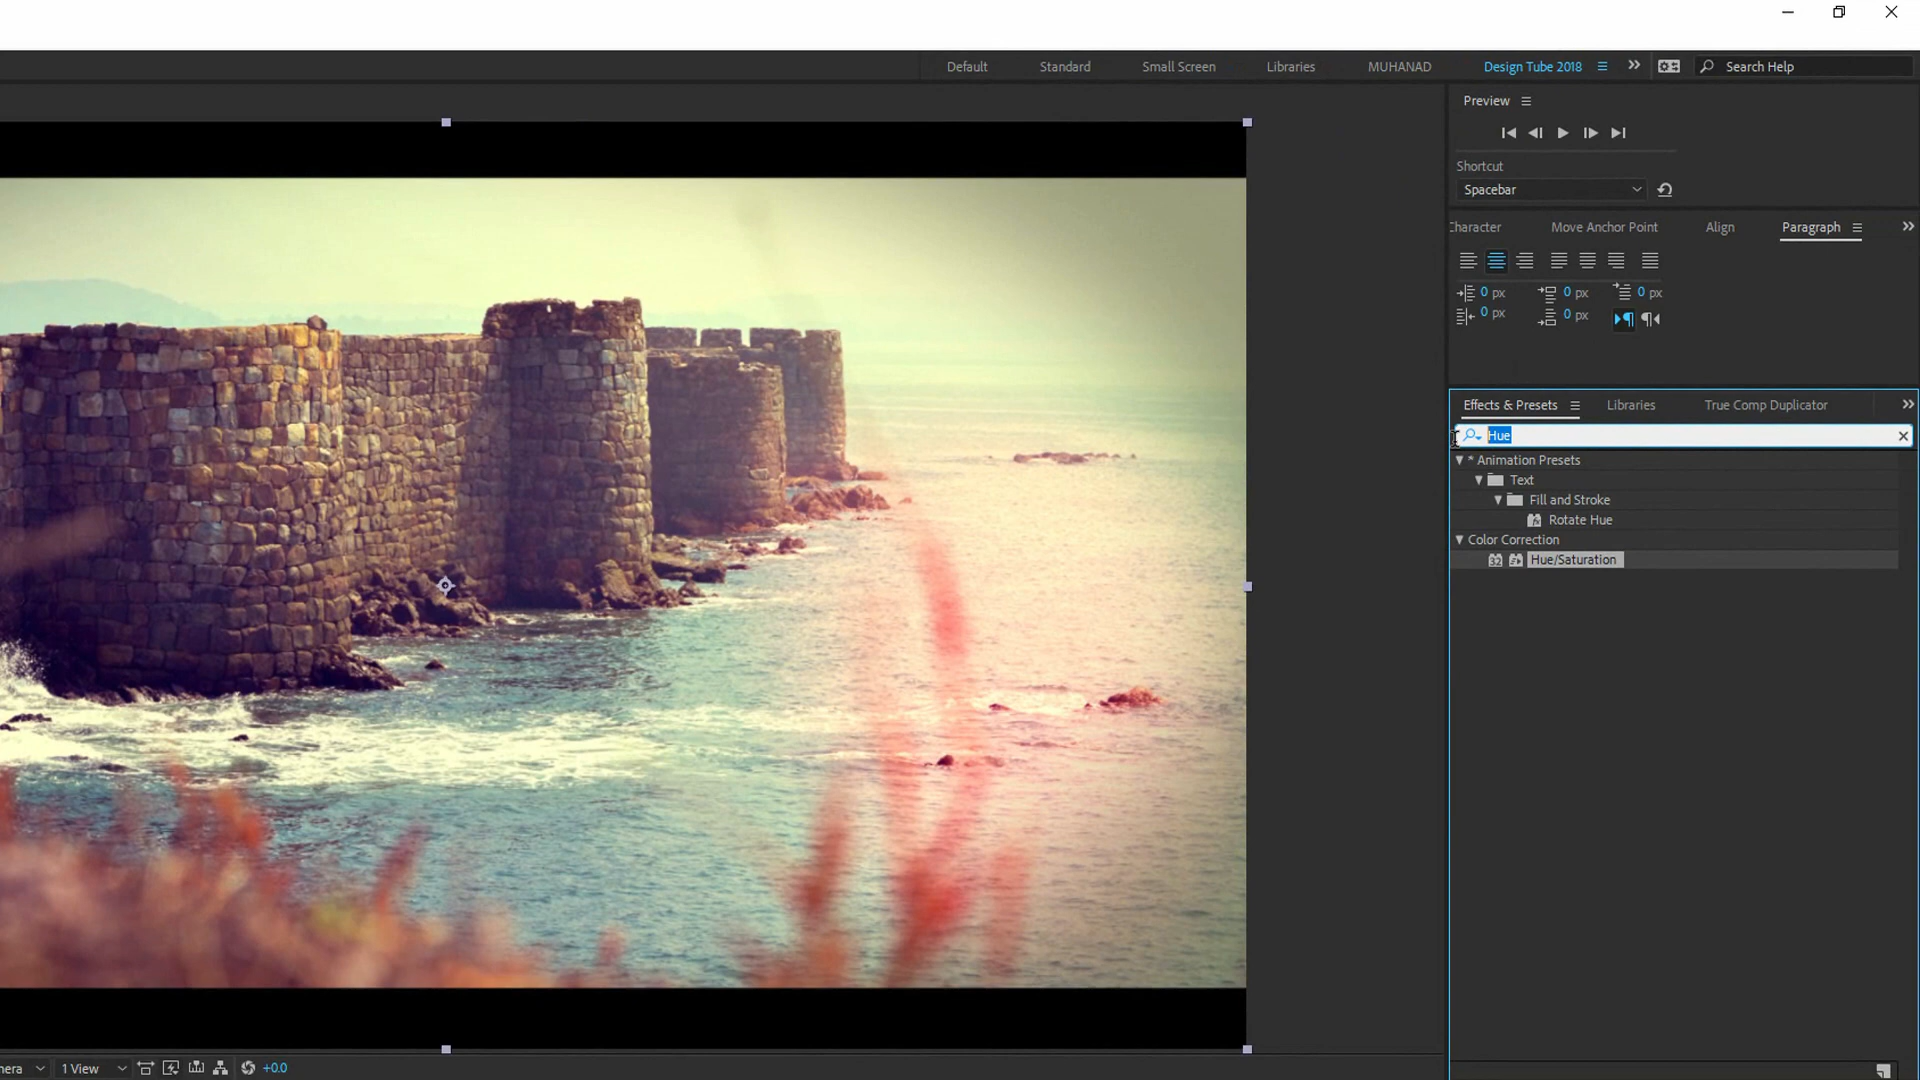 Default Standard Small Screen Libraries MUHANAD Design Tube 2018 Search Help
Preview
Shortcut
Spacebar
Character Move Anchor Point Align Paragraph
0 px 0 px 0 px
0 px 0 px
Effects & Presets Libraries True Comp Duplicator
Hue
* Animation Presets
Text
Fill and Stroke
Rotate Hue
Color Correction
32 Hue/Saturation
1 View +0.0